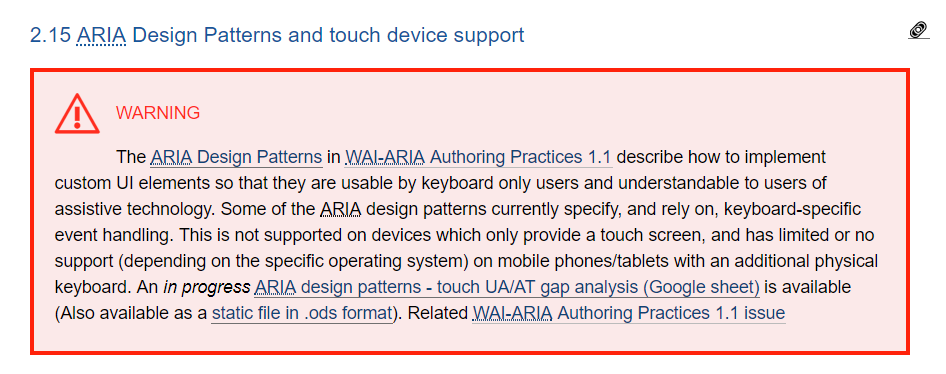 2.15 ARIA Design Patterns and touch device support
WARNING
The ARIA Design Patterns in WAI-ARIA Authoring Practices 1.1 describe how to implement
custom UI elements so that they are usable by keyboard only users and understandable to users of
assistive technology. Some of the ARIA design patterns currently specify, and rely on, keyboard-specific
event handling. This is not supported on devices which only provide a touch screen, and has limited or no
support (depending on the specific operating system) on mobile phones/tablets with an additional physical
keyboard. An in progress ARIA design patterns - touch UA/AT gap analysis (Google sheet) is available
(Also available as a static file in .ods format). Related WAI-ARIA Authoring Practices 1.1 issue